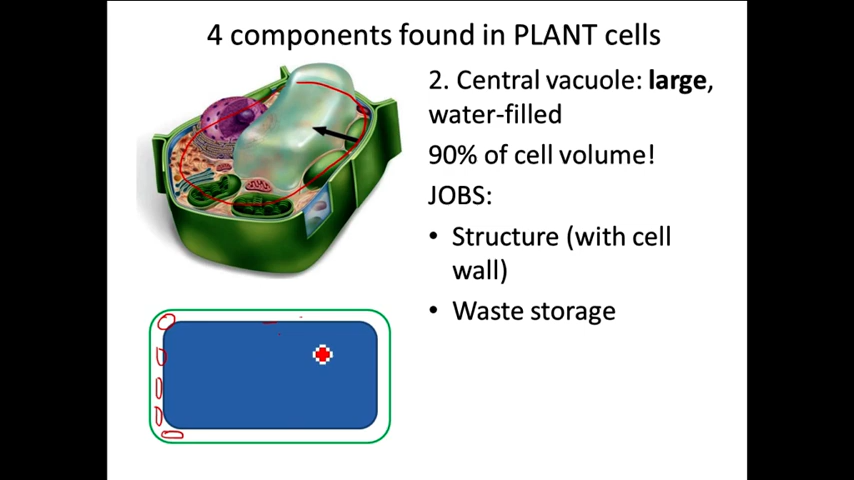 4 components found in PLANT cells
2. Central vacuole: large,
water-filled
90% of cell volume!
JOBS:
• Structure (with cell
wall)
• Waste storage